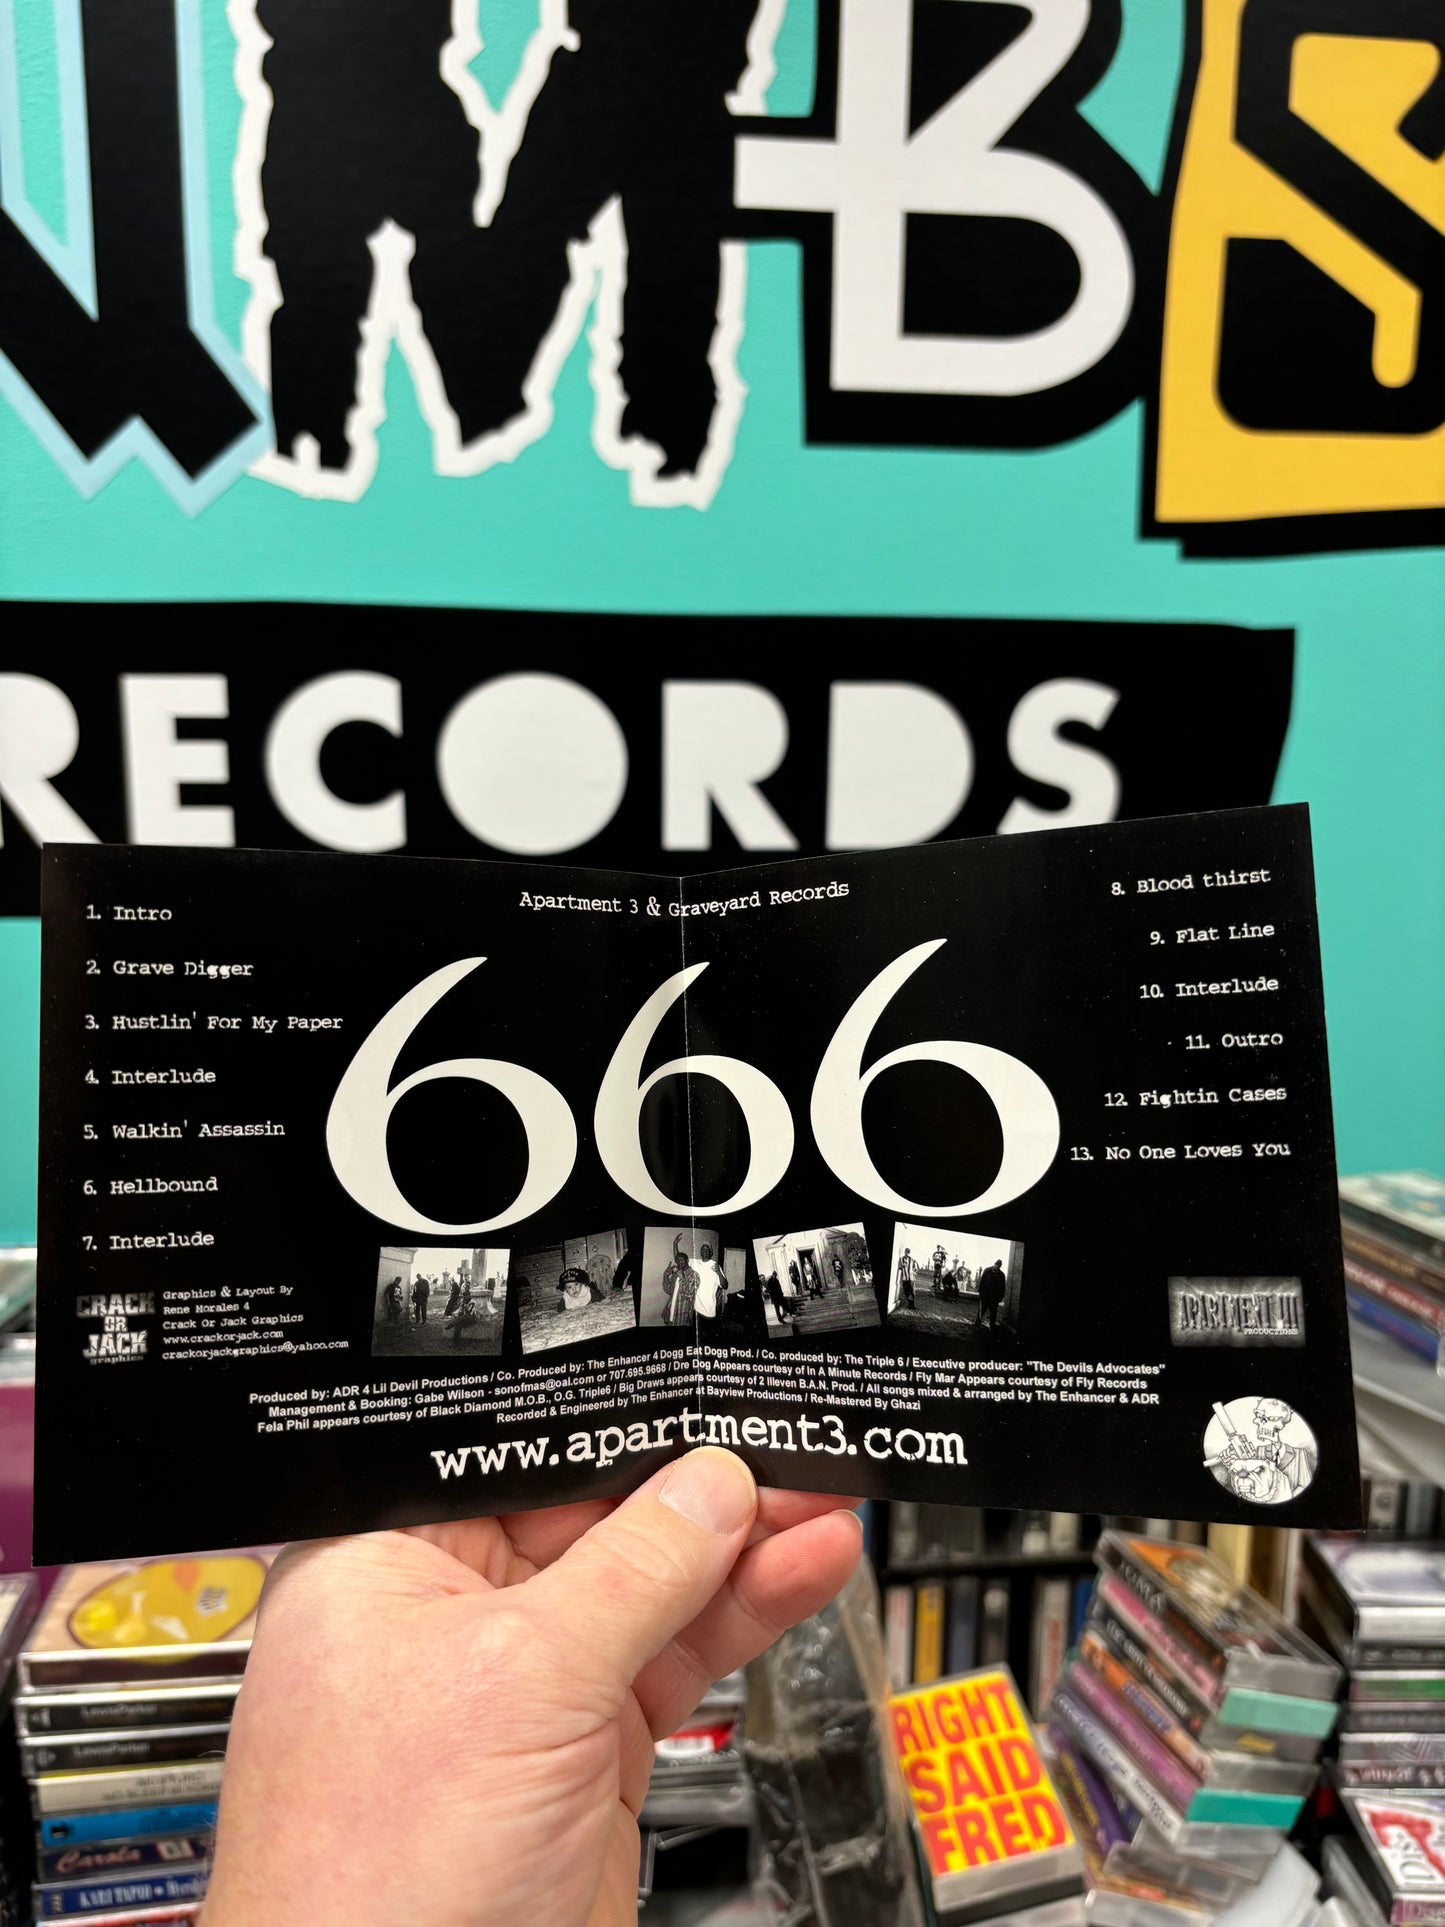 MBS
RECORDS
Apartment 3 & Graveyard Records
666
1. Intro
2. Grave Digger
3. Hustlin' For My Paper
4. Interlude
5. Walkin' Assassin
6. Hellbound
7. Interlude
8. Blood thirst
9. Flat Line
10. Interlude
11. Outro
12. Fightin Cases
13. No One Loves You
CRACK
OR
JACK
graphics
Graphics & Layout By
Rene Morales 4
Crack Or Jack Graphics
www.crackorjack.com
crackorjackgraphics@yahoo.com
APARTMENT III
PRODUCTIONS
Produced by: ADR 4 Lil Devil Productions / Co. Produced by: The Enhancer 4 Dogg Eat Dogg Prod. / Co. produced by: The Triple 6 / Executive producer: "The Devils Advocates"
Management & Booking: Gabe Wilson - sonofmas@oal.com or 707.695.9668 / Dre Dog Appears courtesy of In A Minute Records / Fly Mar Appears courtesy of Fly Records
Fela Phil appears courtesy of Black Diamond M.O.B., O.G. Triple6 / Big Draws appears courtesy of 2 Illeven B.A.N. Prod. / All songs mixed & arranged by The Enhancer & ADR
Recorded & Engineered by The Enhancer at Bayview Productions / Re-Mastered By Ghazi
www.apartment3.com
RIGHT
SAID
FRED
Carola